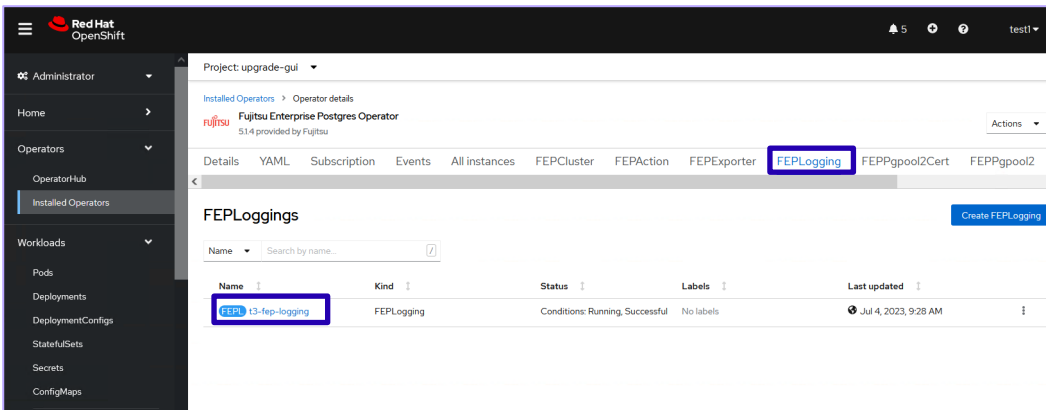 Red Hat
OpenShift
5
test1
Administrator
Home
Operators
OperatorHub
Installed Operators
Workloads
Pods
Deployments
DeploymentConfigs
StatefulSets
Secrets
ConfigMaps
Project: upgrade-gui
Installed Operators > Operator details
FUJITSU
Fujitsu Enterprise Postgres Operator
5.1.4 provided by Fujitsu
Actions
Details YAML Subscription Events All instances FEPCluster FEPAction FEPExporter FEPLogging FEPPgpool2Cert FEPPgpool2
FEPLoggings
Create FEPLogging
Name Search by name... /
Name Kind Status Labels Last updated
FEPL t3-fep-logging FEPLogging Conditions: Running, Successful No labels Jul 4, 2023, 9:28 AM